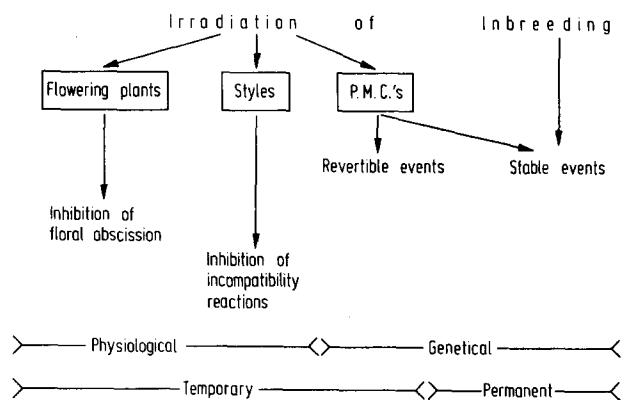 Irradiation of Inbreeding
Flowering plants Styles P.M.C.'s
Revertible events Stable events
Inhibition of
floral abscission
Inhibition of
incompatibility
reactions
Physiological Genetical
Temporary Permanent